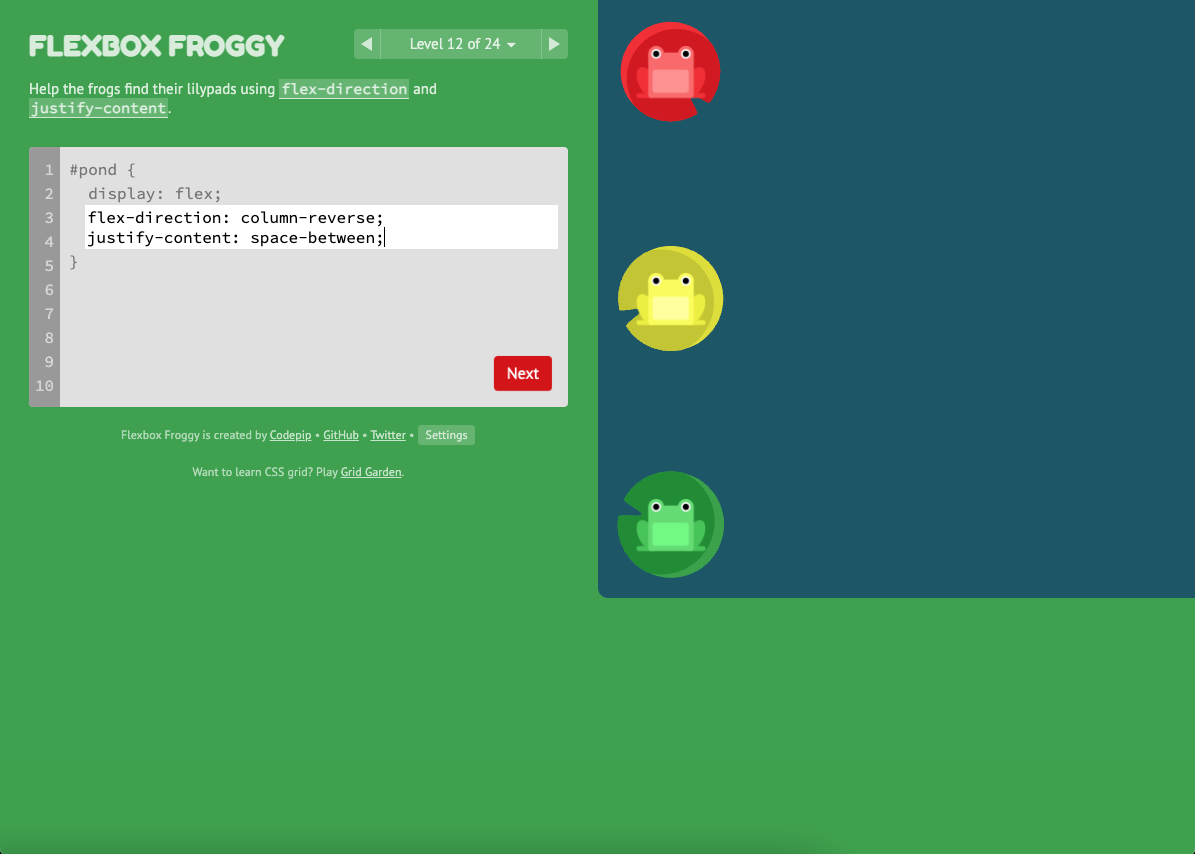 FLEXBOX FROGGY
Level 12 of 24
Help the frogs find their lilypads using flex-direction and
justify-content.
1 #pond {
2 display: flex;
3 flex-direction: column-reverse;
4 justify-content: space-between;
5 }
6
7
8
9
10
Next
Flexbox Froggy is created by Codepip • GitHub • Twitter • Settings
Want to learn CSS grid? Play Grid Garden.